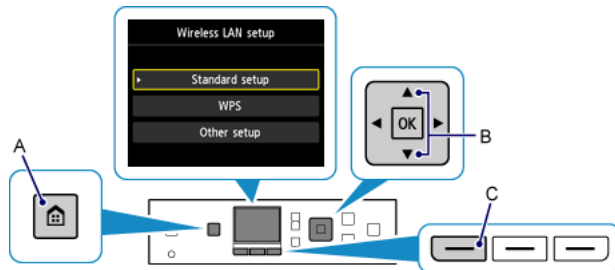 Wireless LAN setup
Standard setup
WPS
Other setup
A
OK
B
C